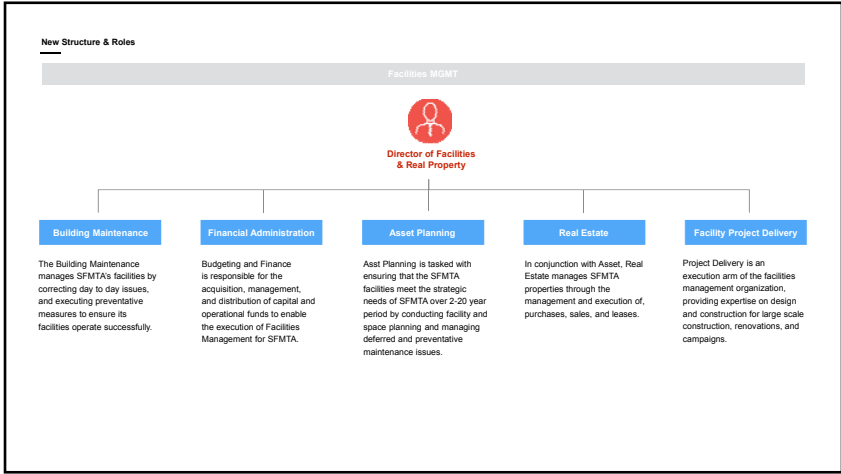 New Structure & Roles
Facilities MGMT
Director of Facilities
& Real Property
Building Maintenance
The Building Maintenance
manages SFMTA's facilities by
correcting day to day issues,
and executing preventative
measures to ensure its
facilities operate successfully.
Financial Administration
Budgeting and Finance
is responsible for the
acquisition, management,
and distribution of capital and
operational funds to enable
the execution of Facilities
Management for SFMTA.
Asset Planning
Asst Planning is tasked with
ensuring that the SFMTA
facilities meet the strategic
needs of SFMTA over 2-20 year
period by conducting facility and
space planning and managing
deferred and preventative
maintenance issues.
Real Estate
In conjunction with Asset, Real
Estate manages SFMTA
properties through the
management and execution of,
purchases, sales, and leases.
Facility Project Delivery
Project Delivery is an
execution arm of the facilities
management organization,
providing expertise on design
and construction for large scale
construction, renovations, and
campaigns.